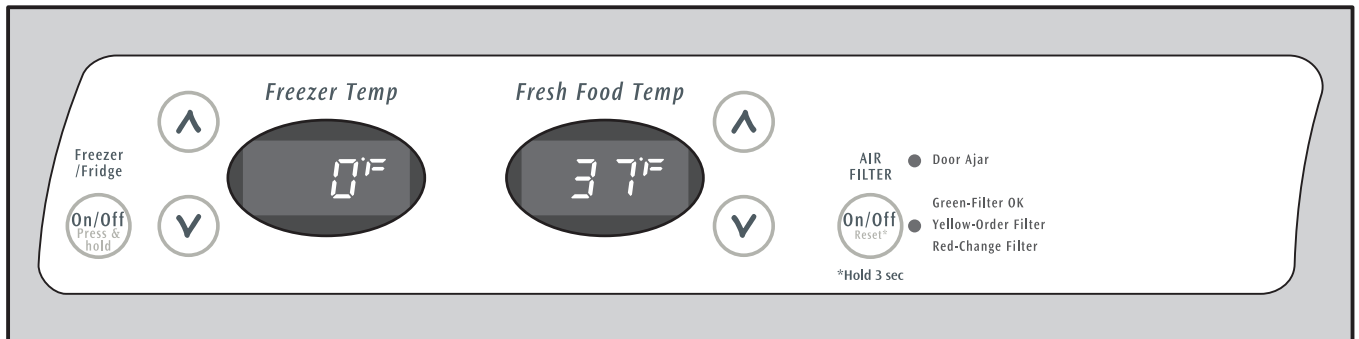 Freezer Temp
Fresh Food Temp
Freezer
/Fridge
On/Off
Press &
hold
0°F
37°F
AIR
FILTER
Door Ajar
On/Off
Reset*
*Hold 3 sec
Green-Filter OK
Yellow-Order Filter
Red-Change Filter